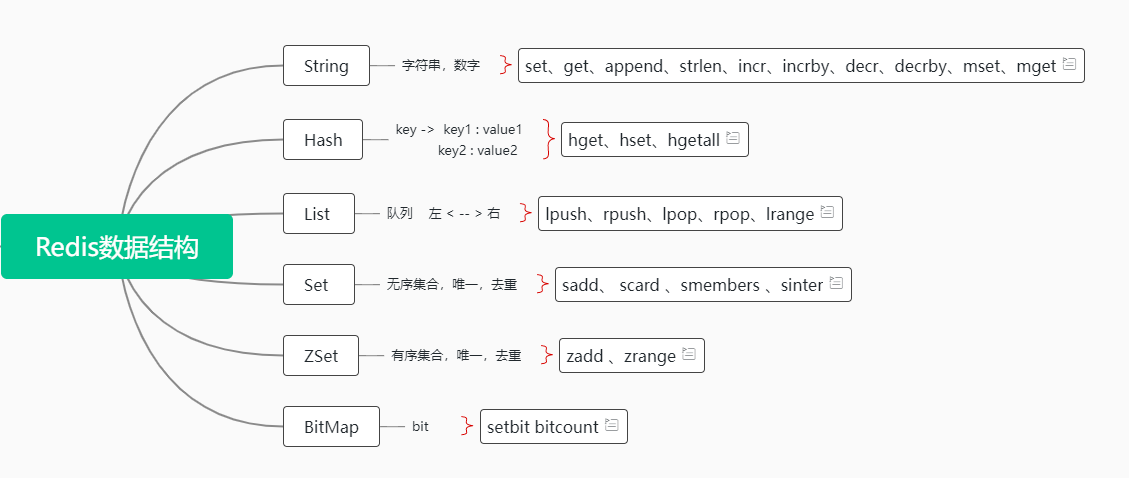 Redis数据结构
String
字符串，数字
set、get、append、strlen、incr、incrby、decr、decrby、mset、mget
Hash
key -> key1 : value1
key2 : value2
hget、hset、hgetall
List
队列 左 < -- > 右
lpush、rpush、lpop、rpop、lrange
Set
无序集合，唯一，去重
sadd、 scard 、smembers 、sinter
ZSet
有序集合，唯一，去重
zadd 、zrange
BitMap
bit
setbit bitcount